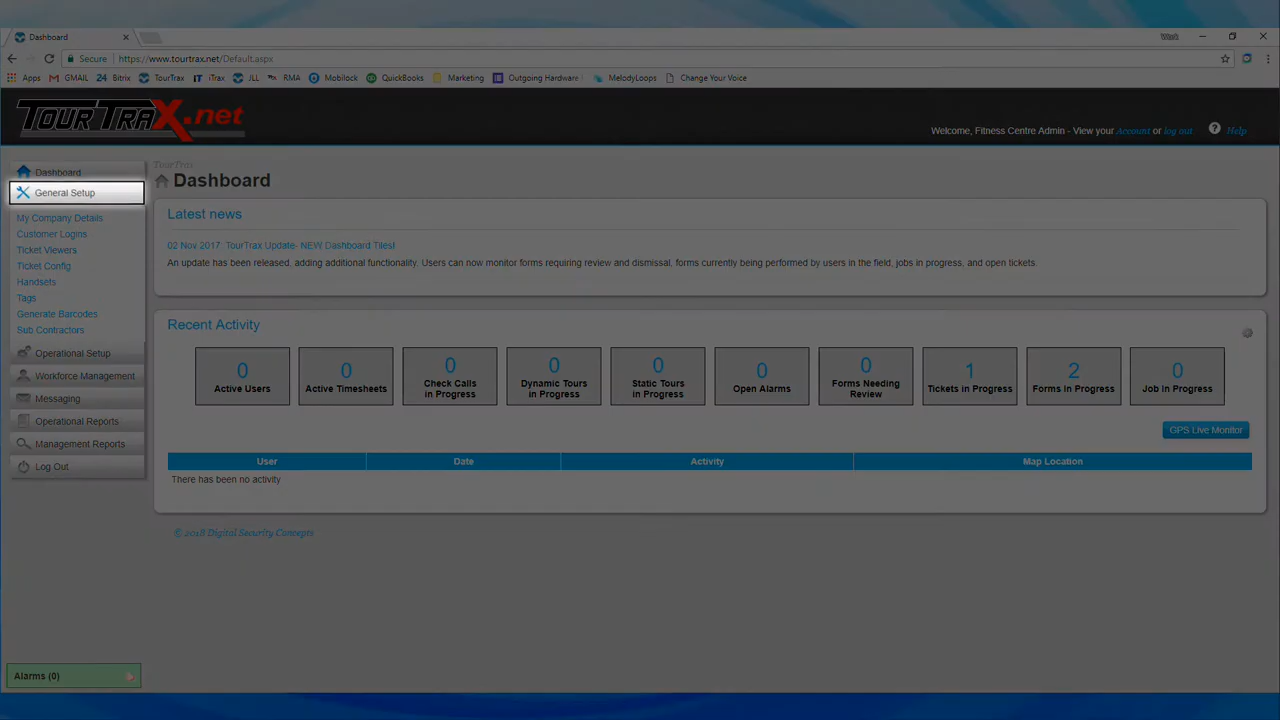 Dashboard
Work
Secure https://www.tourtrax.net/Default.aspx
Apps GMAIL 24 Bitrix TourTrax IT iTrax JLL RMA Mobilock QuickBooks Marketing Outgoing Hardware MelodyLoops Change Your Voice
TOURTRAX.net
Welcome, Fitness Centre Admin - View your Account or log out ? Help
Dashboard
General Setup
My Company Details
Customer Logins
Ticket Viewers
Ticket Config
Handsets
Tags
Generate Barcodes
Sub Contractors
Operational Setup
Workforce Management
Messaging
Operational Reports
Management Reports
Log Out
TourTrax
Dashboard
Latest news
02 Nov 2017: TourTrax Update- NEW Dashboard Tiles!
An update has been released, adding additional functionality. Users can now monitor forms requiring review and dismissal, forms currently being performed by users in the field, jobs in progress, and open tickets.
Recent Activity
0
Active Users
0
Active Timesheets
0
Check Calls
in Progress
0
Dynamic Tours
in Progress
0
Static Tours
in Progress
0
Open Alarms
0
Forms Needing
Review
1
Tickets in Progress
2
Forms In Progress
0
Job In Progress
GPS Live Monitor
User Date Activity Map Location
There has been no activity
© 2018 Digital Security Concepts
Alarms (0)